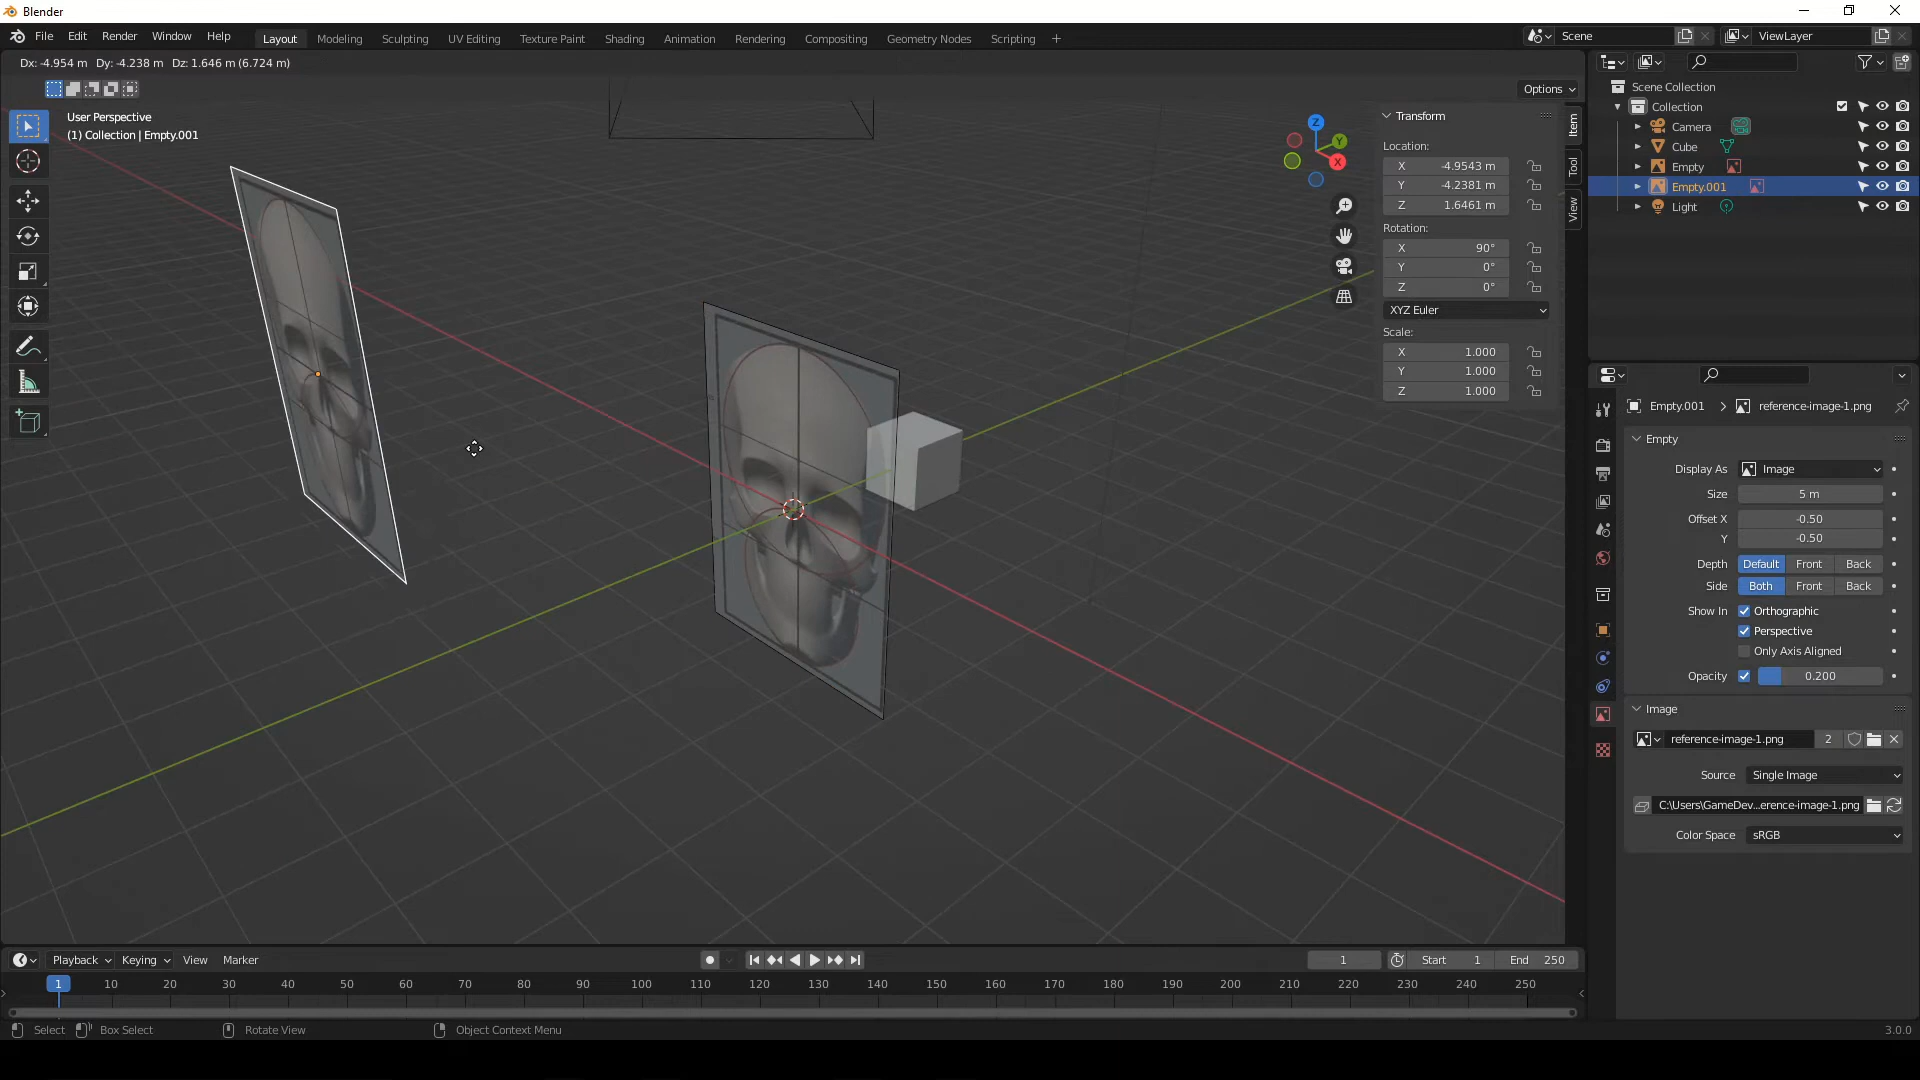 Blender
File Edit Render Window Help
Layout Modeling Sculpting UV Editing Texture Paint Shading Animation Rendering Compositing Geometry Nodes Scripting +
Scene
ViewLayer
Dx: -4.954 m Dy: -4.238 m Dz: 1.646 m (6.724 m)
Options
User Perspective
(1) Collection | Empty.001
Z
Y
X
Transform
Location:
X -4.9543 m
Y -4.2381 m
Z 1.6461 m
Rotation:
X 90°
Y 0°
Z 0°
XYZ Euler
Scale:
X 1.000
Y 1.000
Z 1.000
Item
Tool
View
Scene Collection
Collection
Camera
Cube
Empty
Empty.001
Light
Empty.001 reference-image-1.png
Empty
Display As Image
Size 5 m
Offset X -0.50
Y -0.50
Depth Default Front Back
Side Both Front Back
Show In Orthographic
Perspective
Only Axis Aligned
Opacity 0.200
Image
reference-image-1.png 2
Source Single Image
C:\Users\GameDev...erence-image-1.png
Color Space sRGB
Playback Keying View Marker
1 Start 1 End 250
1 10 20 30 40 50 60 70 80 90 100 110 120 130 140 150 160 170 180 190 200 210 220 230 240 250
Select Box Select Rotate View Object Context Menu
3.0.0